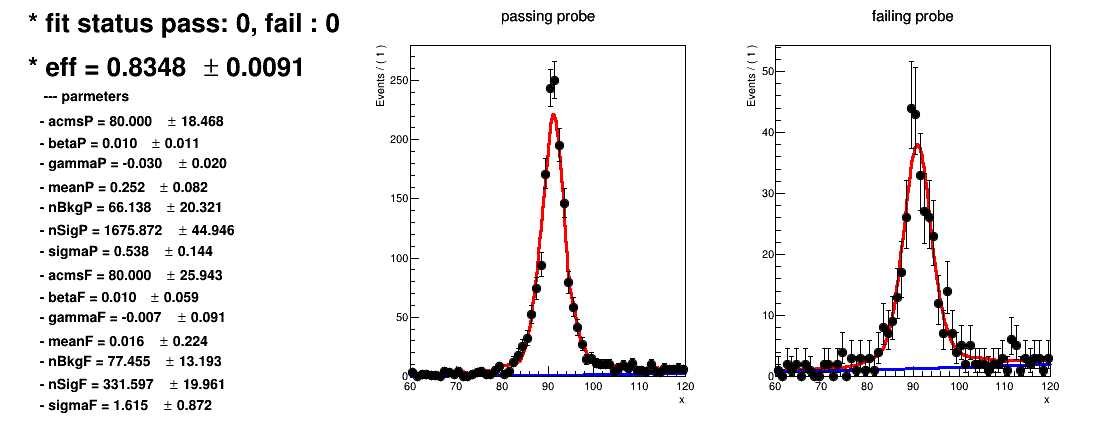 * fit status pass: 0, fail : 0
* eff = 0.8348 ± 0.0091
--- parmeters
- acmsP = 80.000 ± 18.468
- betaP = 0.010 ± 0.011
- gammaP = -0.030 ± 0.020
- meanP = 0.252 ± 0.082
- nBkgP = 66.138 ± 20.321
- nSigP = 1675.872 ± 44.946
- sigmaP = 0.538 ± 0.144
- acmsF = 80.000 ± 25.943
- betaF = 0.010 ± 0.059
- gammaF = -0.007 ± 0.091
- meanF = 0.016 ± 0.224
- nBkgF = 77.455 ± 13.193
- nSigF = 331.597 ± 19.961
- sigmaF = 1.615 ± 0.872
passing probe
Events / ( 1 )
250
200
150
100
50
0
60 70 80 90 100 110 120
x
failing probe
Events / ( 1 )
50
40
30
20
10
0
60 70 80 90 100 110 120
x